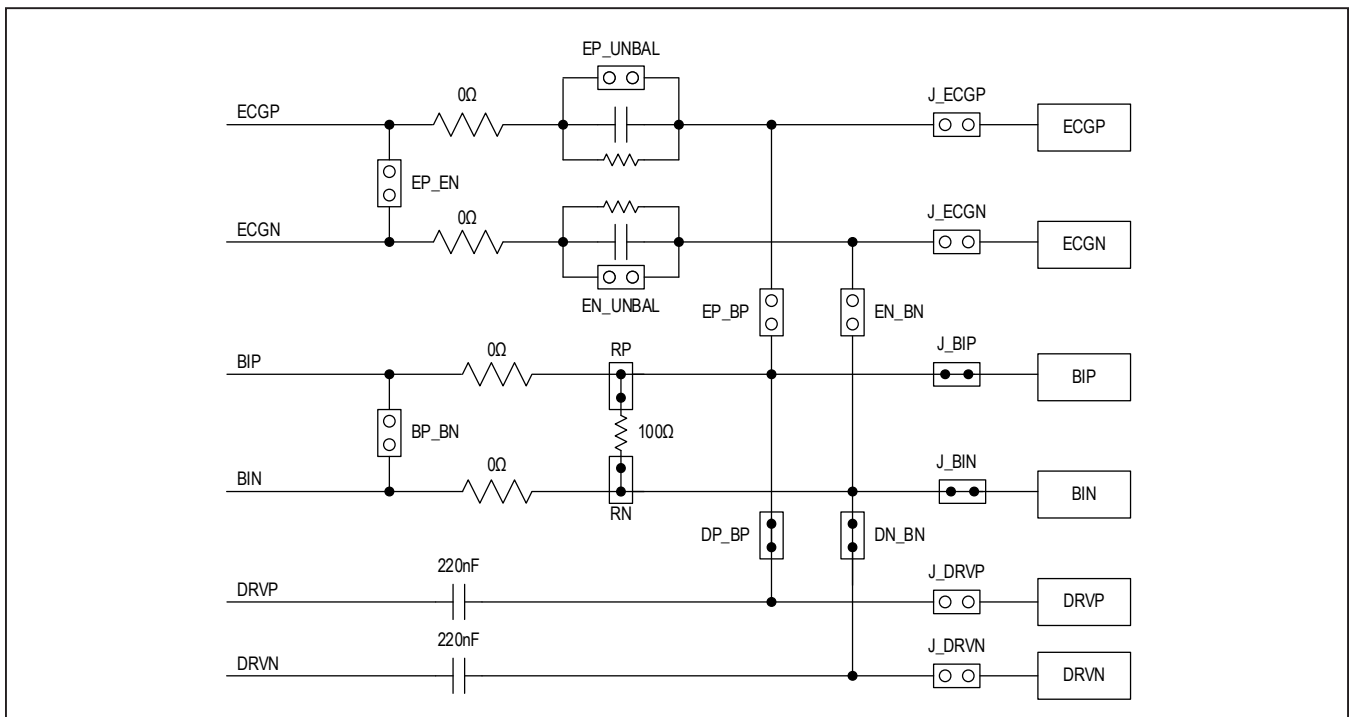 EP_UNBAL
0Ω
J_ECGP
ECGP
ECGP
EP_EN
0Ω
J_ECGN
ECGN
ECGN
EN_UNBAL
EP_BP
EN_BN
0Ω
RP
J_BIP
BIP
BIP
BP_BN
100Ω
0Ω
J_BIN
BIN
BIN
RN
DP_BP
DN_BN
220nF
J_DRVP
DRVP
DRVP
220nF
J_DRVN
DRVN
DRVN